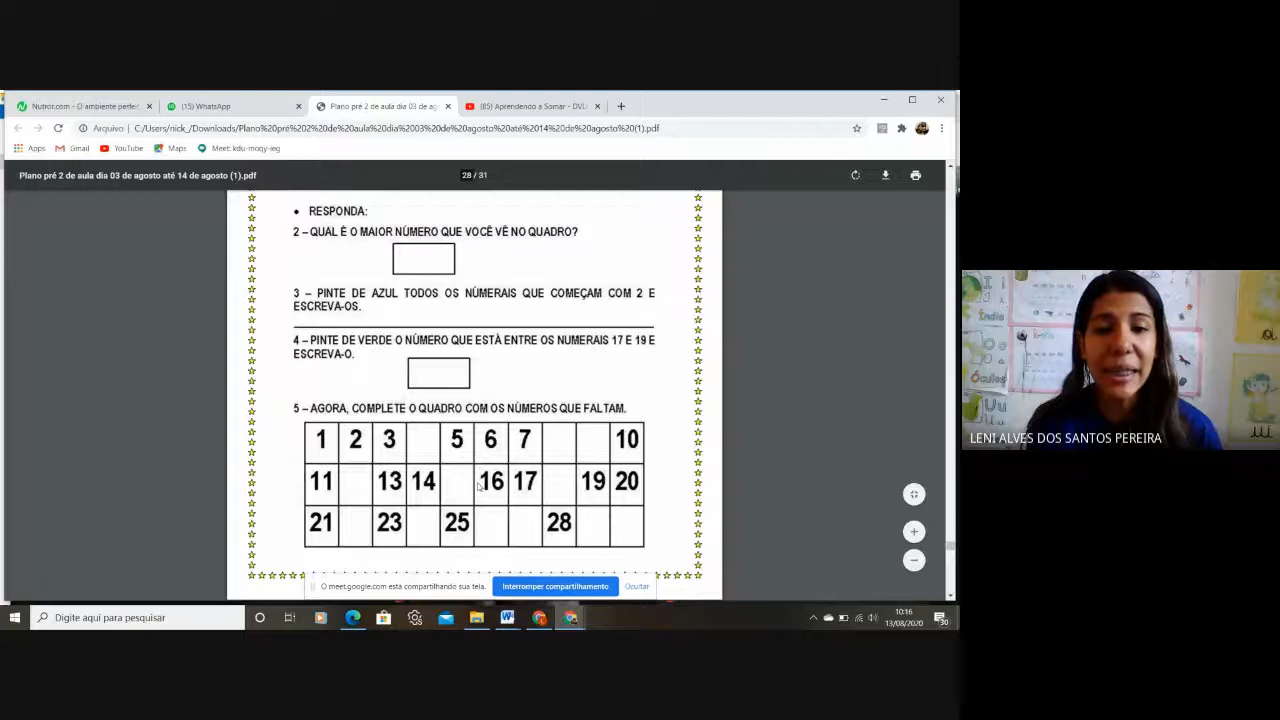 Nutror.com - O ambiente perfei
(15) WhatsApp
Plano pré 2 de aula dia 03 de ag
(85) Aprendendo a Somar - DVD
Arquivo
C:/Users/nick_/Downloads/Plano%20pré%202%20de%20aula%20dia%2003%20de%20agosto%20até%2014%20de%20agosto%20(1).pdf
Apps
Gmail
YouTube
Maps
Meet: kdu-moqy-ieg
Plano pré 2 de aula dia 03 de agosto até 14 de agosto (1).pdf
28 / 31
• RESPONDA:
2 – QUAL É O MAIOR NÚMERO QUE VOCÊ VÊ NO QUADRO?
3 – PINTE DE AZUL TODOS OS NÚMERAIS QUE COMEÇAM COM 2 E
ESCREVA-OS.
4 – PINTE DE VERDE O NÚMERO QUE ESTÁ ENTRE OS NUMERAIS 17 E 19 E
ESCREVA-O.
5 – AGORA, COMPLETE O QUADRO COM OS NÚMEROS QUE FALTAM.
1 2 3 5 6 7 10
11 13 14 16 17 19 20
21 23 25 28
O meet.google.com está compartilhando sua tela.
Interromper compartilhamento
Ocultar
LENI ALVES DOS SANTOS PEREIRA
Digite aqui para pesquisar
10:16
13/08/2020
30